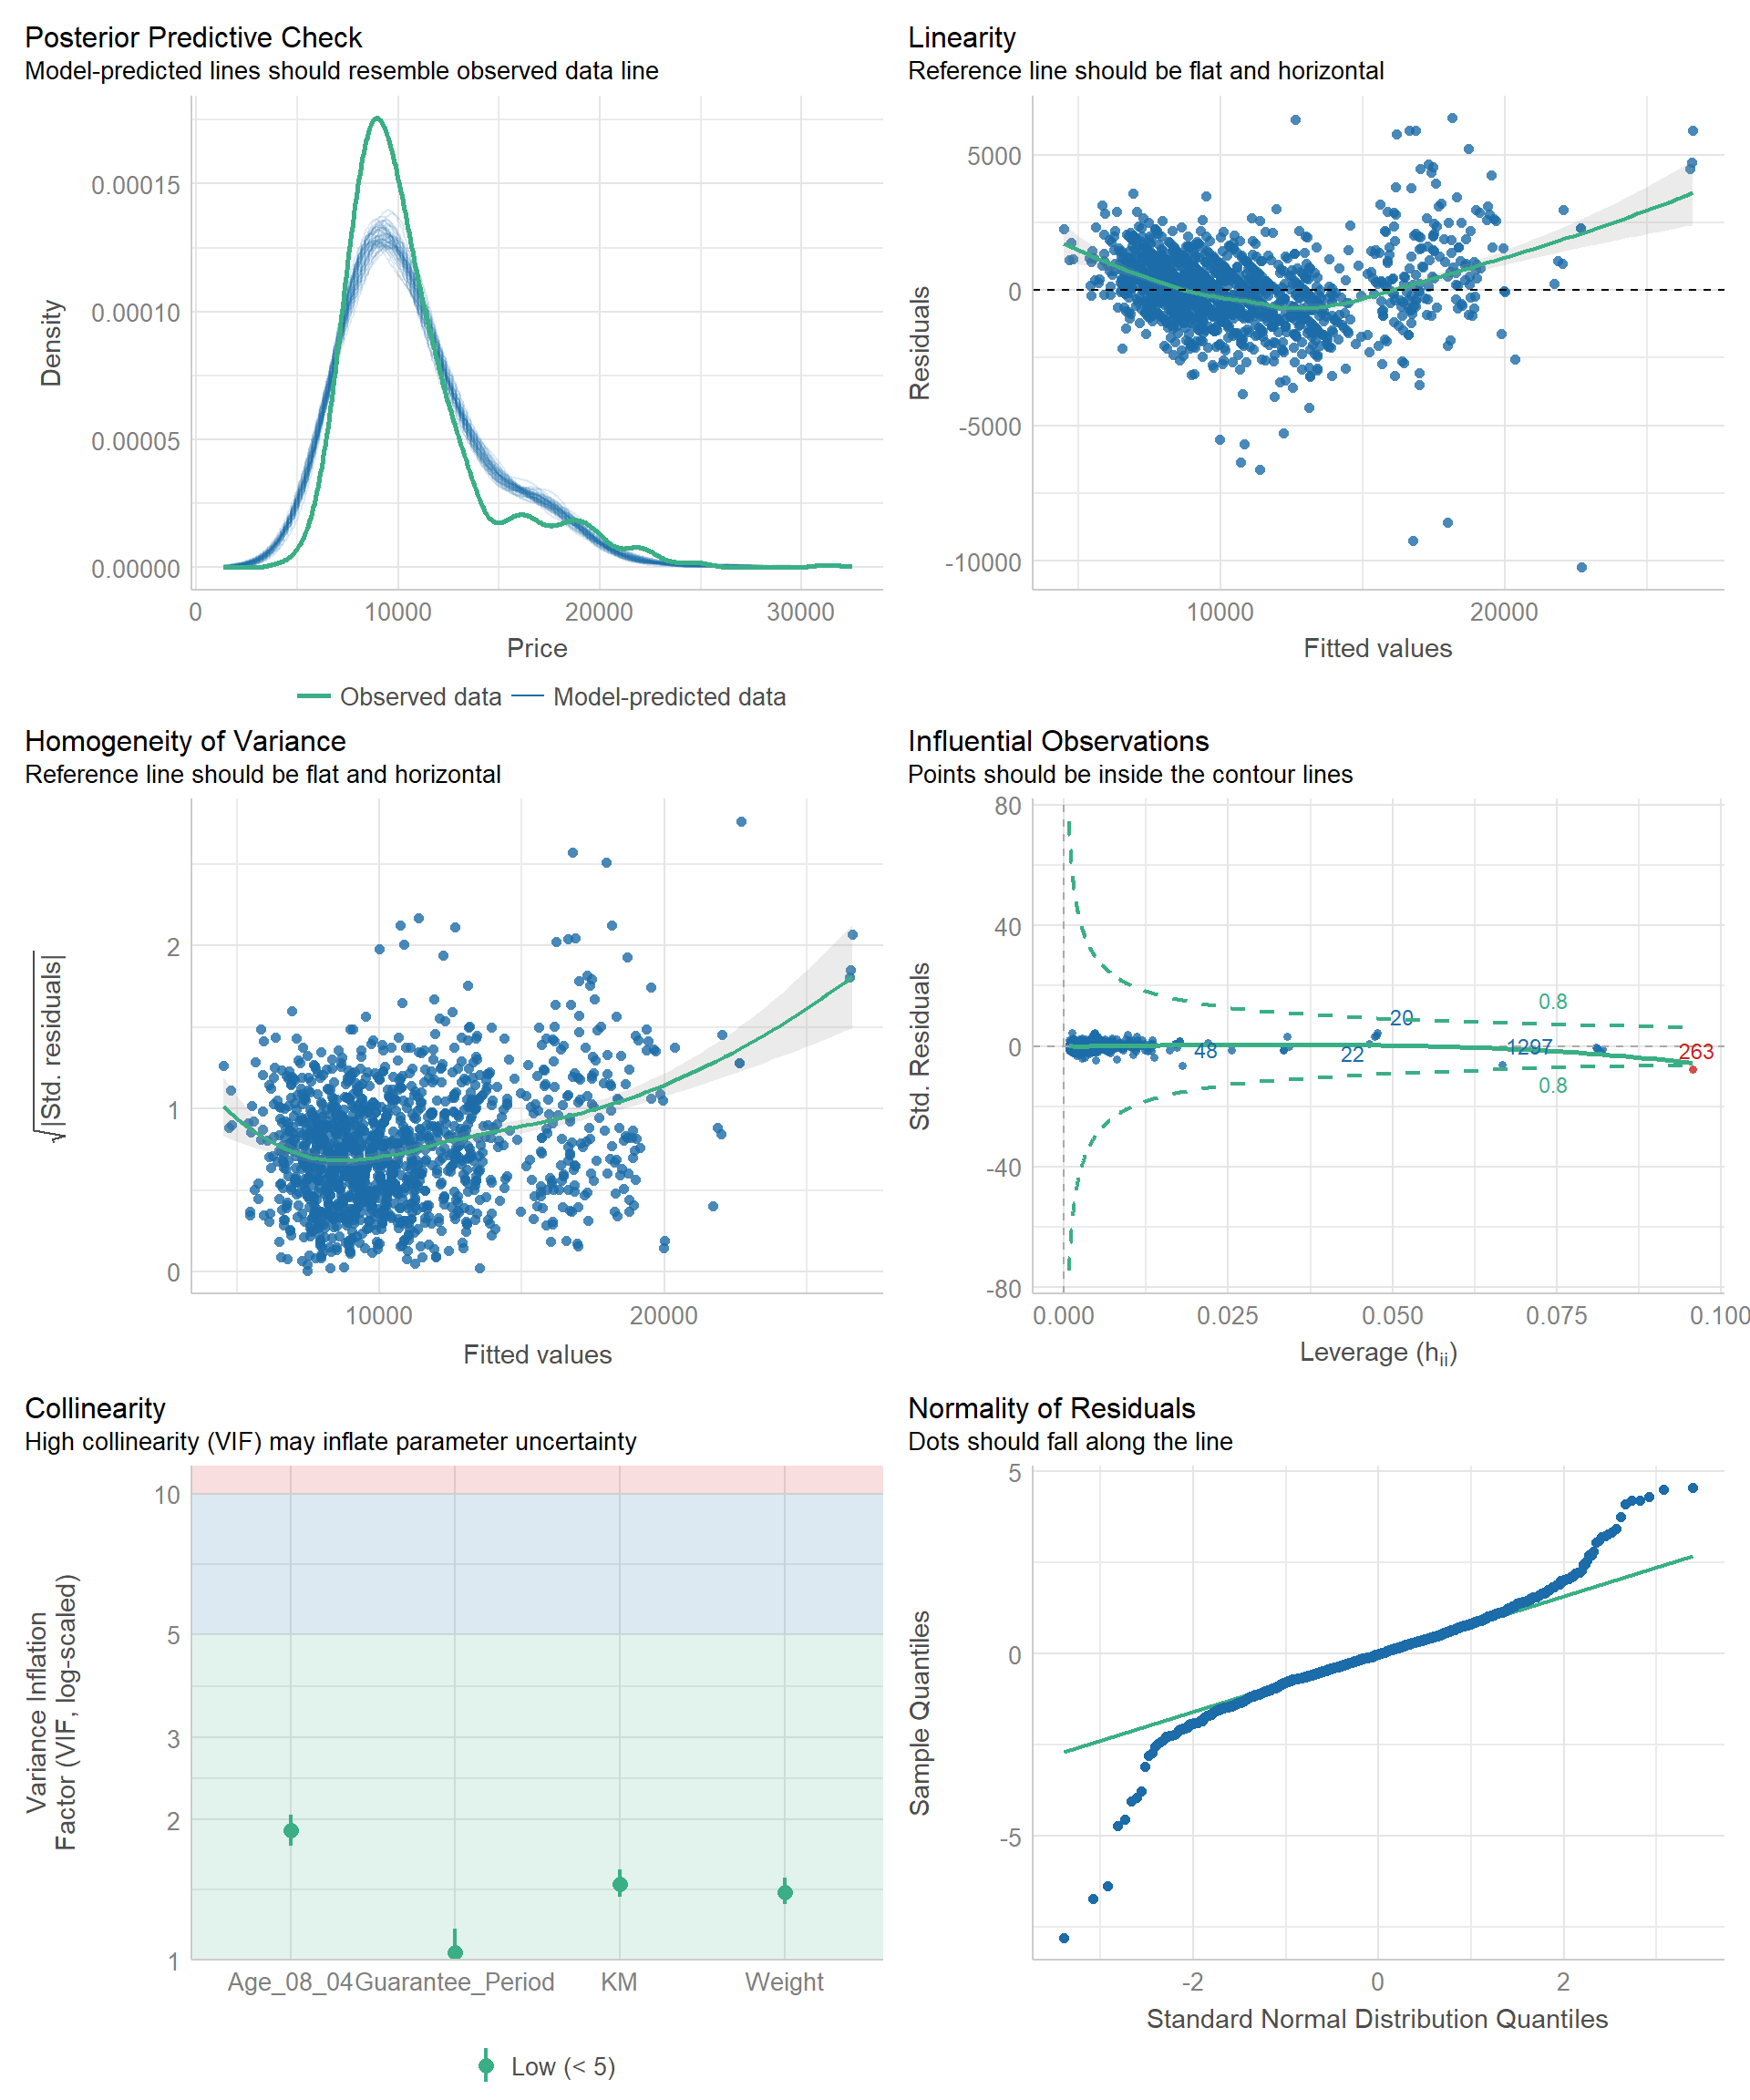 Posterior Predictive Check
Model-predicted lines should resemble observed data line
Density
0.00015
0.00010
0.00005
0.00000
0
10000
20000
30000
Price
Observed data
Model-predicted data
Linearity
Reference line should be flat and horizontal
Residuals
5000
0
-5000
-10000
10000
20000
Fitted values
Homogeneity of Variance
Reference line should be flat and horizontal
√|Std. residuals|
2
1
0
10000
20000
Fitted values
Influential Observations
Points should be inside the contour lines
Std. Residuals
80
40
0
-40
-80
0.8
20
48
22
1297
263
0.8
0.000
0.025
0.050
0.075
0.100
Leverage (hii)
Collinearity
High collinearity (VIF) may inflate parameter uncertainty
Variance Inflation
Factor (VIF, log-scaled)
10
5
3
2
1
Age_08_04
Guarantee_Period
KM
Weight
Low (< 5)
Normality of Residuals
Dots should fall along the line
Sample Quantiles
5
0
-5
-2
0
2
Standard Normal Distribution Quantiles